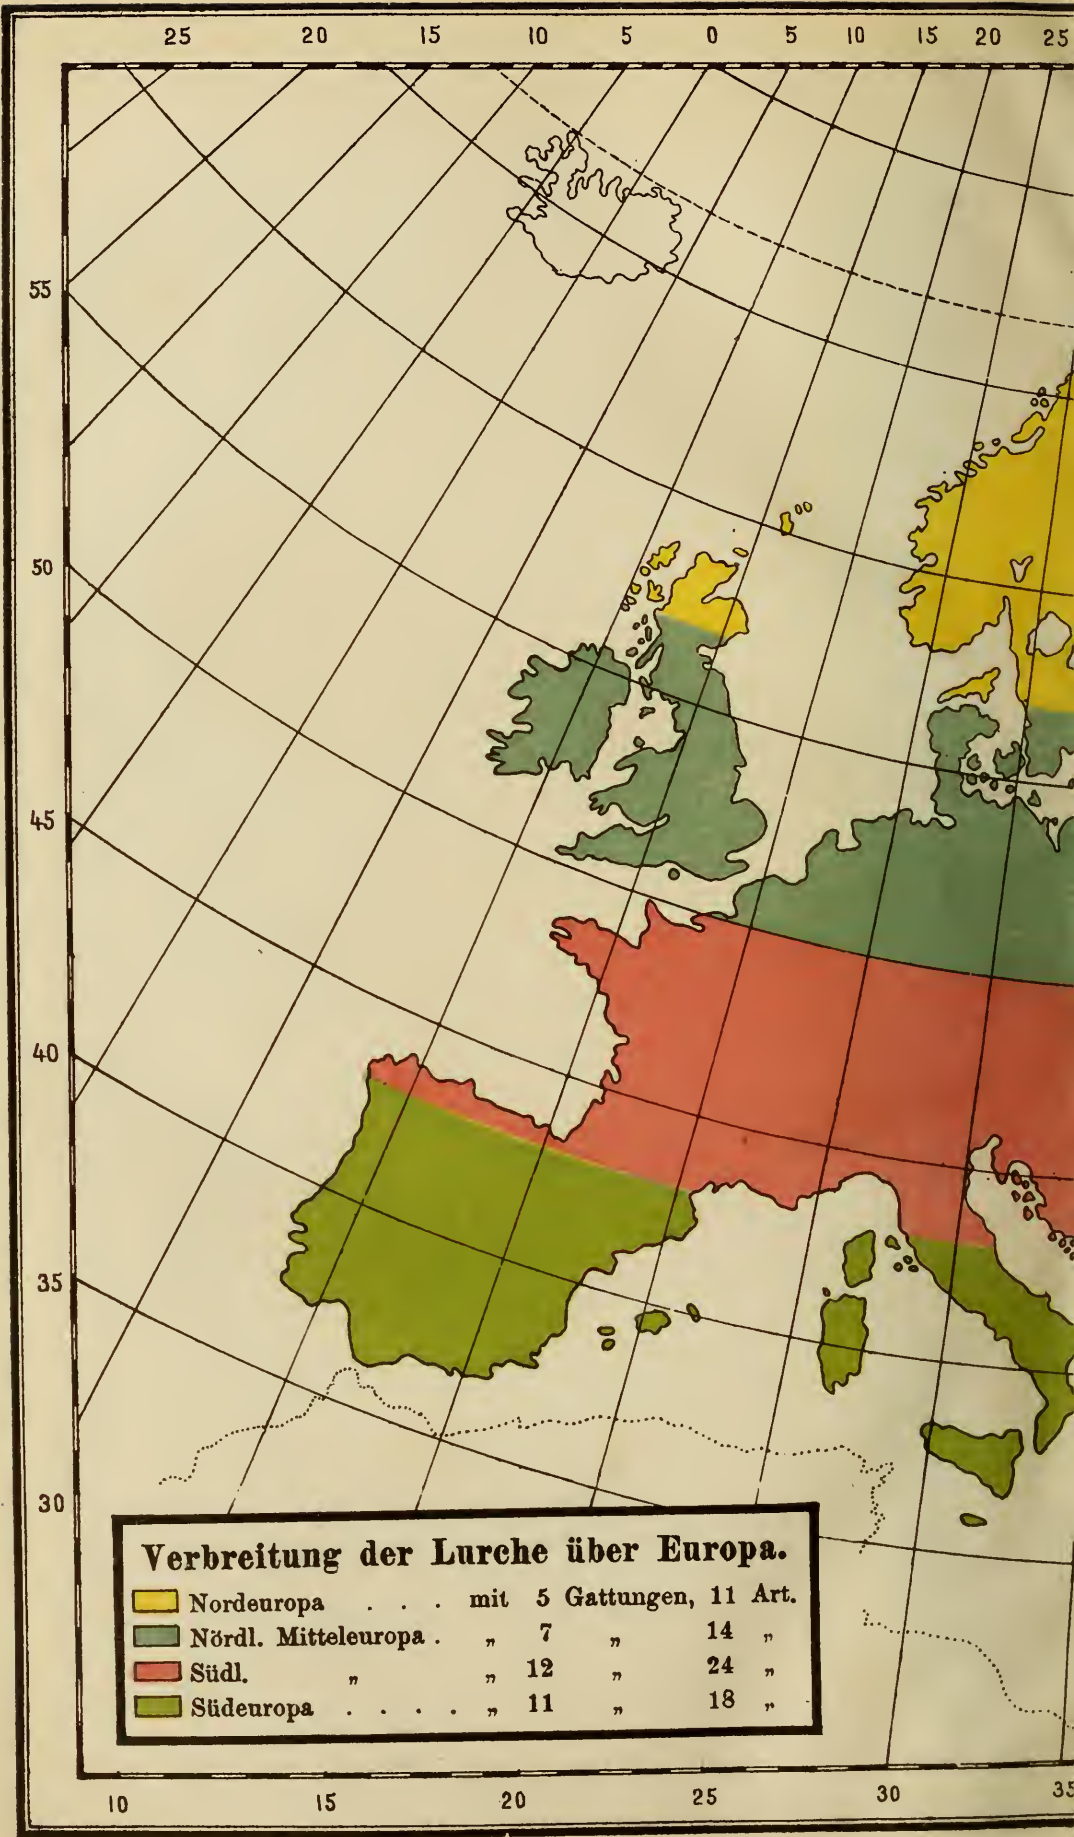 25 20 15 10 5 0 5 10 15 20 25
55
50
45
40
35
30
Verbreitung der Lurche über Europa.
Nordeuropa . . . mit 5 Gattungen, 11 Art.
Nördl. Mitteleuropa . „ 7 „ 14 „
Südl. „ „ 12 „ 24 „
Südeuropa . . . . „ 11 „ 18 „
10 15 20 25 30 35